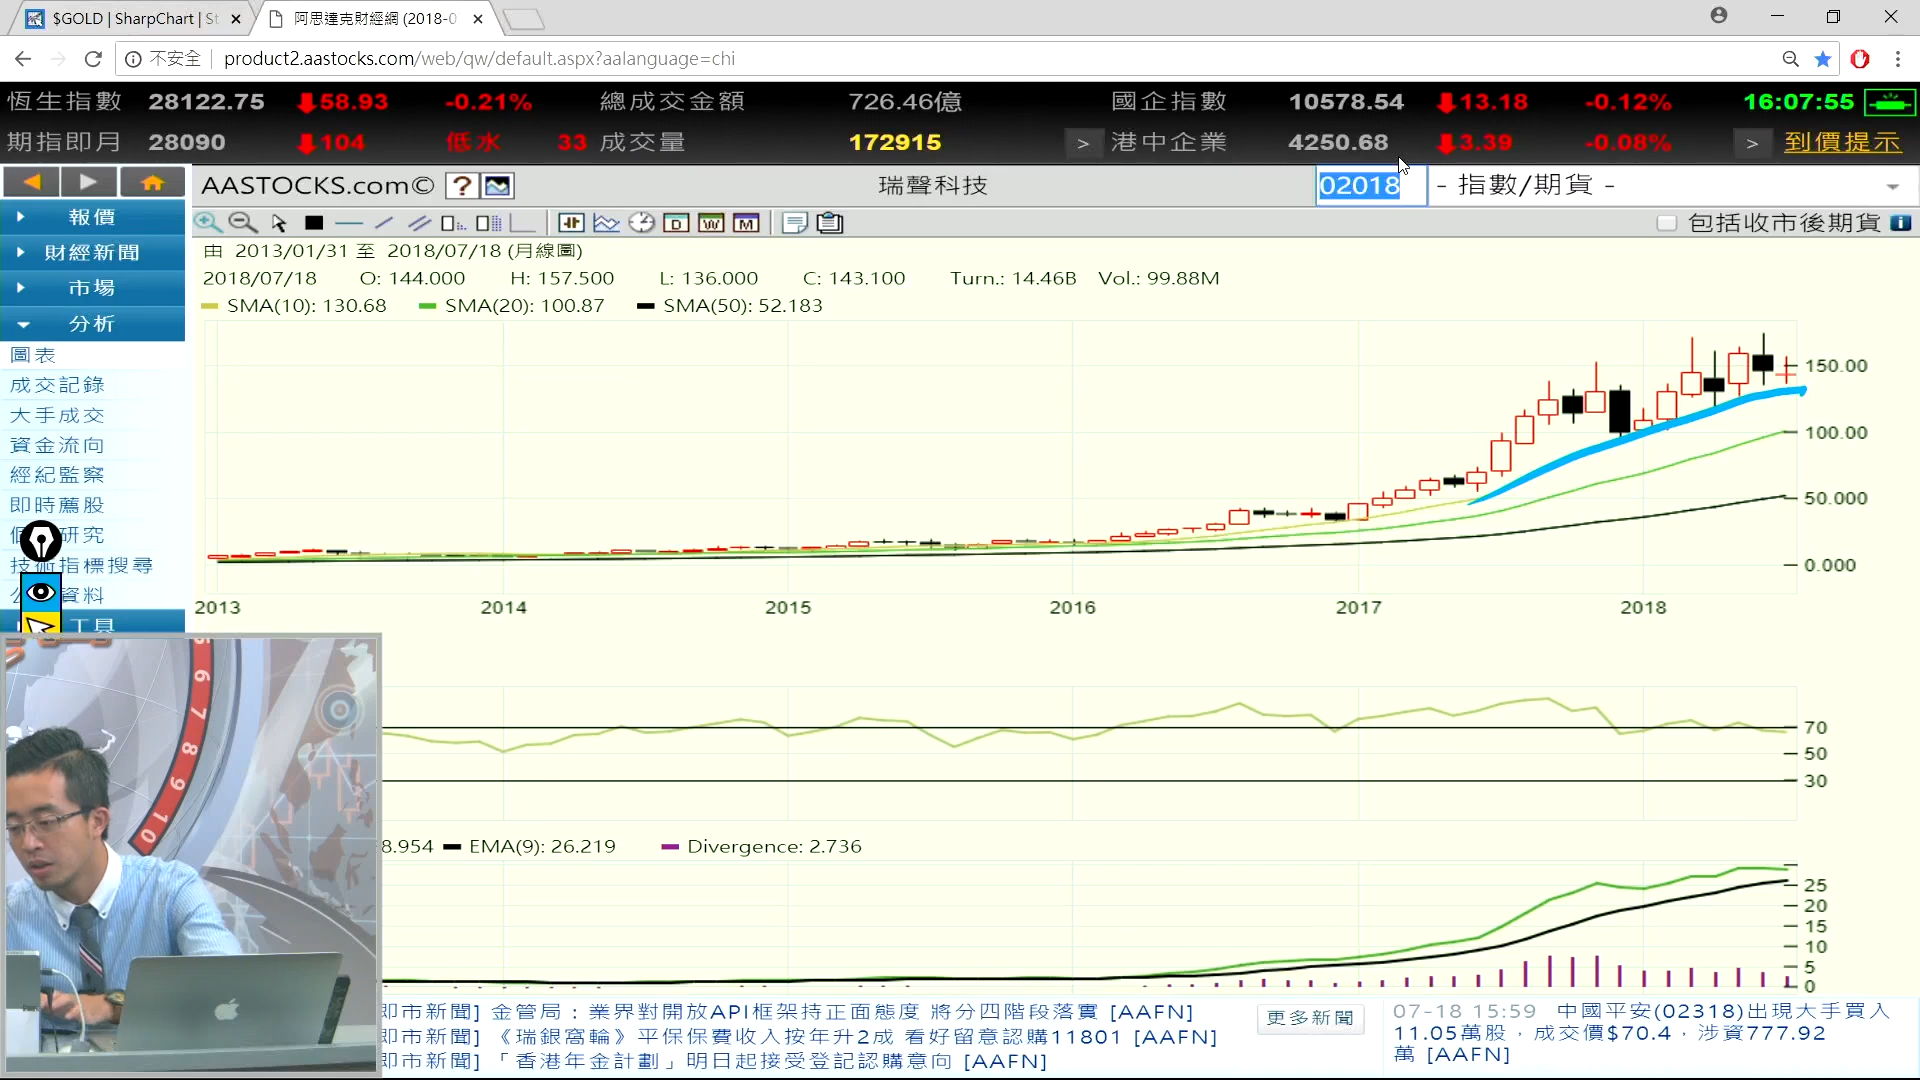 $GOLD | SharpChart | St
阿思達克財經網 (2018-0
不安全 product2.aastocks.com/web/qw/default.aspx?aalanguage=chi
恆生指數 28122.75 58.93 -0.21% 總成交金額 726.46億 國企指數 10578.54 13.18 -0.12% 16:07:55
期指即月 28090 104 低水 33 成交量 172915 > 港中企業 4250.68 3.39 -0.08% > 到價提示
AASTOCKS.com© ? 瑞聲科技 02018 - 指數/期貨 -
D W M 包括收市後期貨 i
報價
財經新聞
市場
分析
圖表
成交記錄
大手成交
資金流向
經紀監察
即時薦股
研究
技術指標搜尋
資料
工具
由 2013/01/31 至 2018/07/18 (月線圖)
2018/07/18 O: 144.000 H: 157.500 L: 136.000 C: 143.100 Turn.: 14.46B Vol.: 99.88M
SMA(10): 130.68 SMA(20): 100.87 SMA(50): 52.183
150.00
100.00
50.000
0.000
2013 2014 2015 2016 2017 2018
70
50
30
8.954 EMA(9): 26.219 Divergence: 2.736
25
20
15
10
5
0
6 7 8 9 10
即市新聞] 金管局：業界對開放API框架持正面態度 將分四階段落實 [AAFN]
即市新聞] 《瑞銀窩輪》平保保費收入按年升2成 看好留意認購11801 [AAFN]
即市新聞] 「香港年金計劃」明日起接受登記認購意向 [AAFN]
更多新聞
07-18 15:59 中國平安(02318)出現大手買入
11.05萬股，成交價$70.4，涉資777.92
萬 [AAFN]